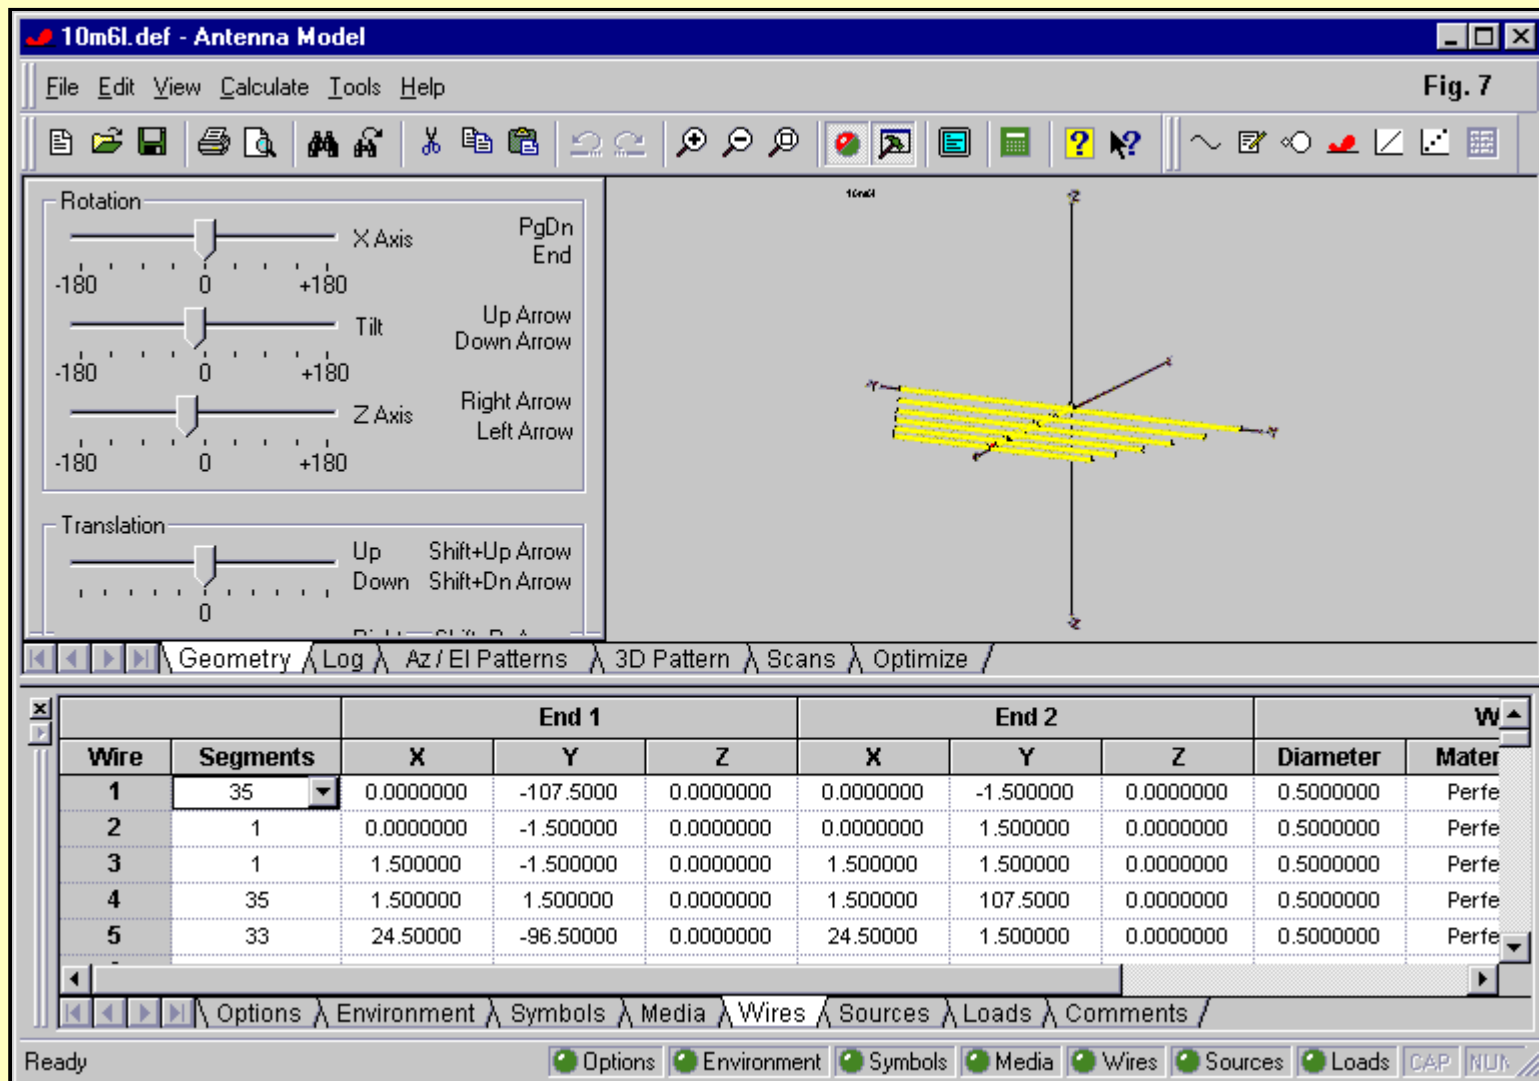 10m6l.def - Antenna Model
File Edit View Calculate Tools Help Fig. 7
Rotation
X Axis PgDn
End
-180 0 +180
Tilt Up Arrow
Down Arrow
-180 0 +180
Z Axis Right Arrow
Left Arrow
-180 0 +180
Translation
Up Shift+Up Arrow
Down Shift+Dn Arrow
0
10m6l
-Z
-Y
-Z
Geometry Log Az / El Patterns 3D Pattern Scans Optimize
End 1 End 2 W
Wire Segments X Y Z X Y Z Diameter Mater
1 35 0.0000000 -107.5000 0.0000000 0.0000000 -1.500000 0.0000000 0.5000000 Perfe
2 1 0.0000000 -1.500000 0.0000000 0.0000000 1.500000 0.0000000 0.5000000 Perfe
3 1 1.500000 -1.500000 0.0000000 1.500000 1.500000 0.0000000 0.5000000 Perfe
4 35 1.500000 1.500000 0.0000000 1.500000 107.5000 0.0000000 0.5000000 Perfe
5 33 24.50000 -96.50000 0.0000000 24.50000 1.500000 0.0000000 0.5000000 Perfe
Options Environment Symbols Media Wires Sources Loads Comments
Ready Options Environment Symbols Media Wires Sources Loads CAP NUM